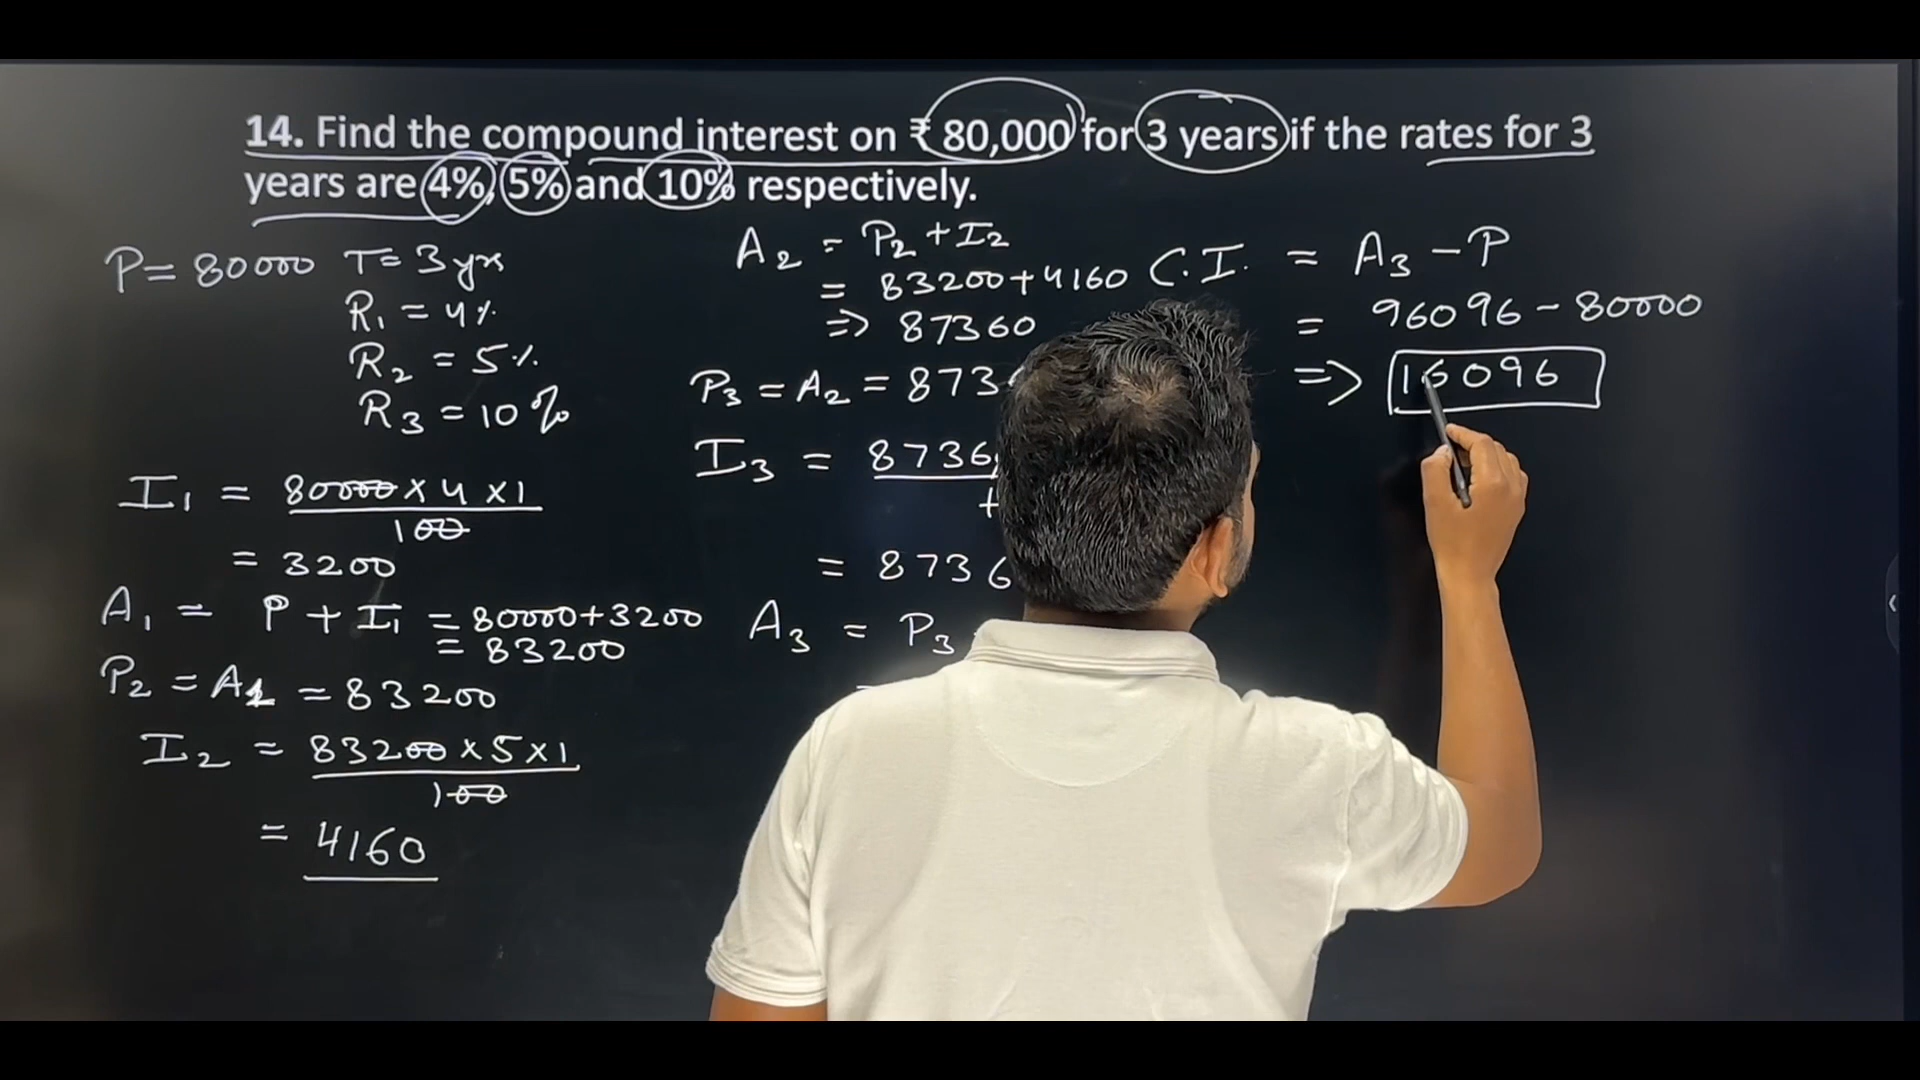 14. Find the compound interest on ₹ 80,000 for 3 years if the rates for 3
years are 4%, 5% and 10% respectively.
P = 80000 T = 3 yrs
R₁ = 4%
R₂ = 5%
R₃ = 10%
I₁ = 80000 × 4 × 1
100
= 3200
A₁ = P + I₁ = 80000 + 3200
= 83200
P₂ = A₁ = 83200
I₂ = 83200 × 5 × 1
100
= 4160
A₂ = P₂ + I₂
= 83200 + 4160
=> 87360
P₃ = A₂ = 873
I₃ = 8736
= 8736
A₃ = P₃
C.I. = A₃ - P
= 96096 - 80000
=> 16096